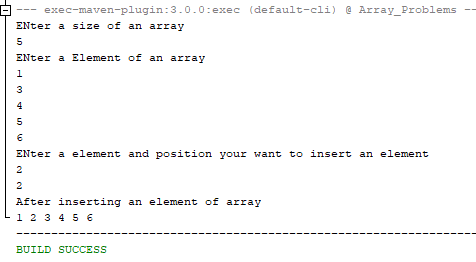 --- exec-maven-plugin:3.0.0:exec (default-cli) @ Array_Problems --
ENter a size of an array
5
ENter a Element of an array
1
3
4
5
6
ENter a element and position your want to insert an element
2
2
After inserting an element of array
1 2 3 4 5 6
------------------------------------------------------------------------
BUILD SUCCESS